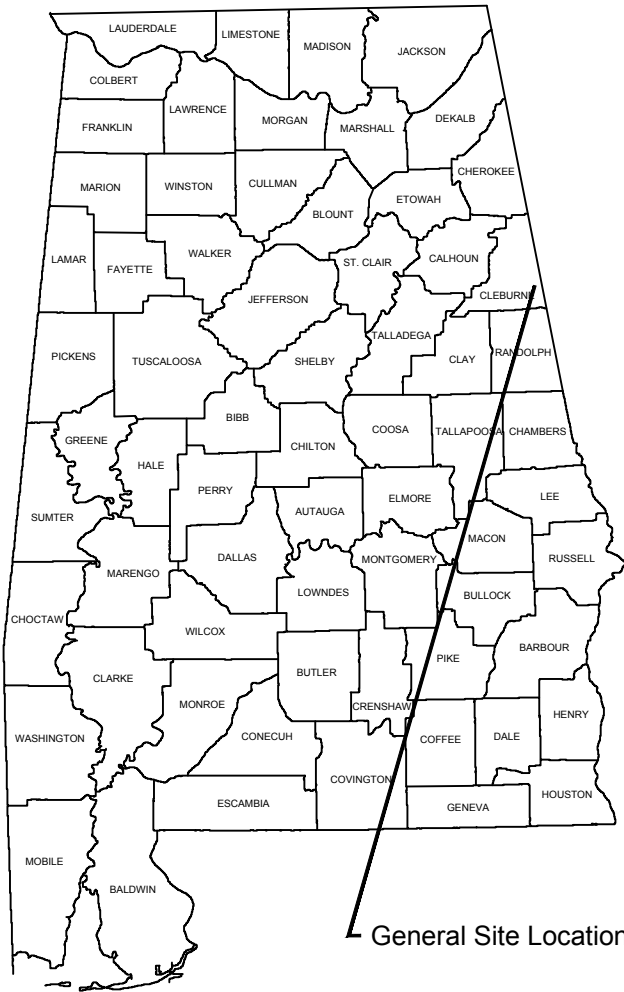 LAUDERDALE
LIMESTONE
MADISON
JACKSON
COLBERT
LAWRENCE
FRANKLIN
MORGAN
MARSHALL
DEKALB
CHEROKEE
MARION
WINSTON
CULLMAN
BLOUNT
ETOWAH
LAMAR
FAYETTE
WALKER
ST. CLAIR
CALHOUN
CLEBURNE
JEFFERSON
PICKENS
TUSCALOOSA
SHELBY
TALLADEGA
CLAY
RANDOLPH
GREENE
HALE
BIBB
CHILTON
COOSA
TALLAPOOSA
CHAMBERS
SUMTER
PERRY
AUTAUGA
ELMORE
LEE
MARENGO
DALLAS
LOWNDES
MONTGOMERY
MACON
RUSSELL
CHOCTAW
WILCOX
BULLOCK
CLARKE
BUTLER
CRENSHAW
PIKE
BARBOUR
WASHINGTON
MONROE
CONECUH
COFFEE
DALE
HENRY
COVINGTON
ESCAMBIA
GENEVA
HOUSTON
MOBILE
BALDWIN
General Site Location